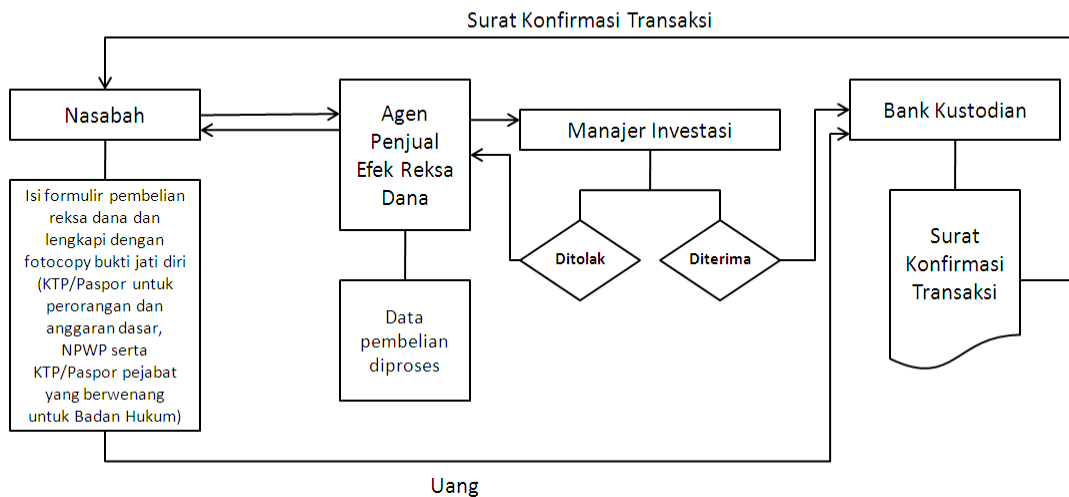 Surat Konfirmasi Transaksi
Nasabah
Agen
Penjual
Efek Reksa
Dana
Manajer Investasi
Bank Kustodian
Isi formulir pembelian
reksa dana dan
lengkapi dengan
fotocopy bukti jati diri
(KTP/Paspor untuk
perorangan dan
anggaran dasar,
NPWP serta
KTP/Paspor pejabat
yang berwenang
untuk Badan Hukum)
Ditolak
Diterima
Surat
Konfirmasi
Transaksi
Data
pembelian
diproses
Uang